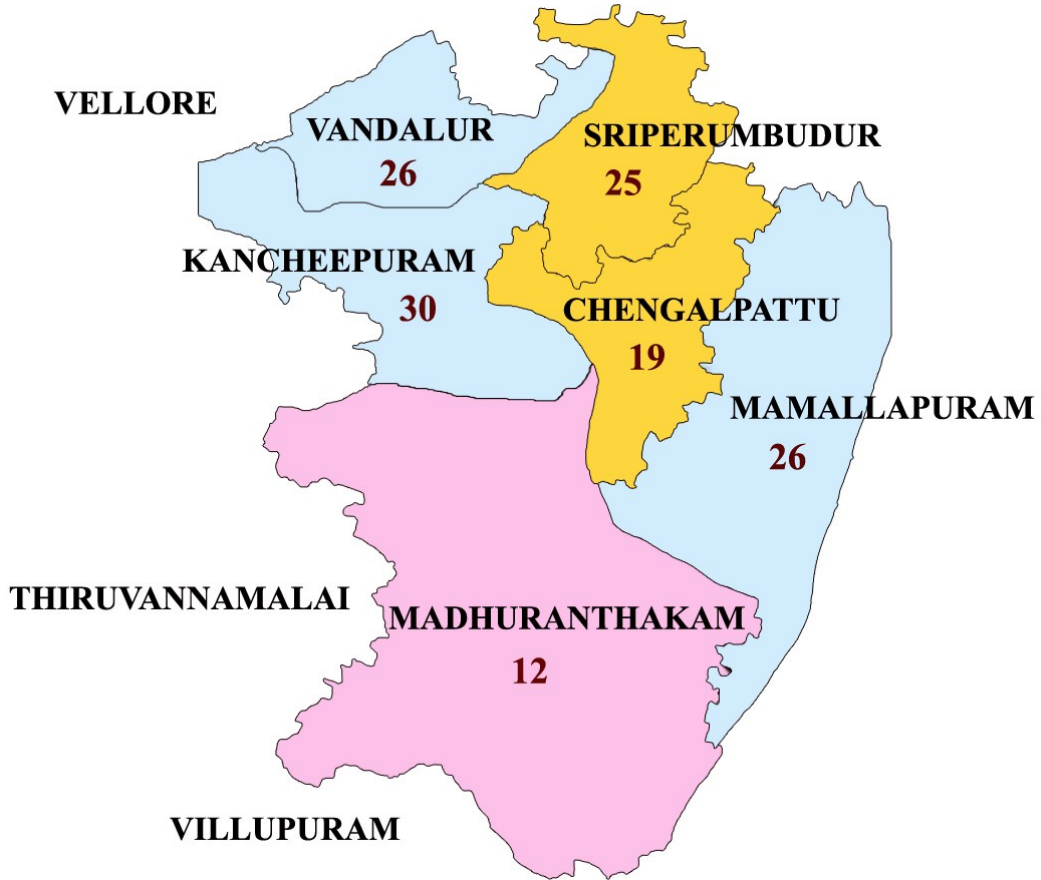 VELLORE
VANDALUR
26
SRIPERUMBUDUR
25
KANCHEEPURAM
30
CHENGALPATTU
19
MAMALLAPURAM
26
THIRUVANNAMALAI
MADHURANTHAKAM
12
VILLUPURAM